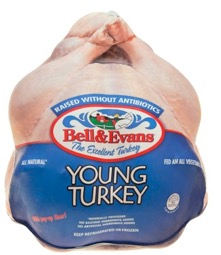 RAISED WITHOUT ANTIBIOTICS
Bell & Evans
The Excellent Turkey
ALL NATURAL*
FED AN ALL VEGETARIAN
YOUNG
TURKEY
KEEP REFRIGERATED OR FROZEN